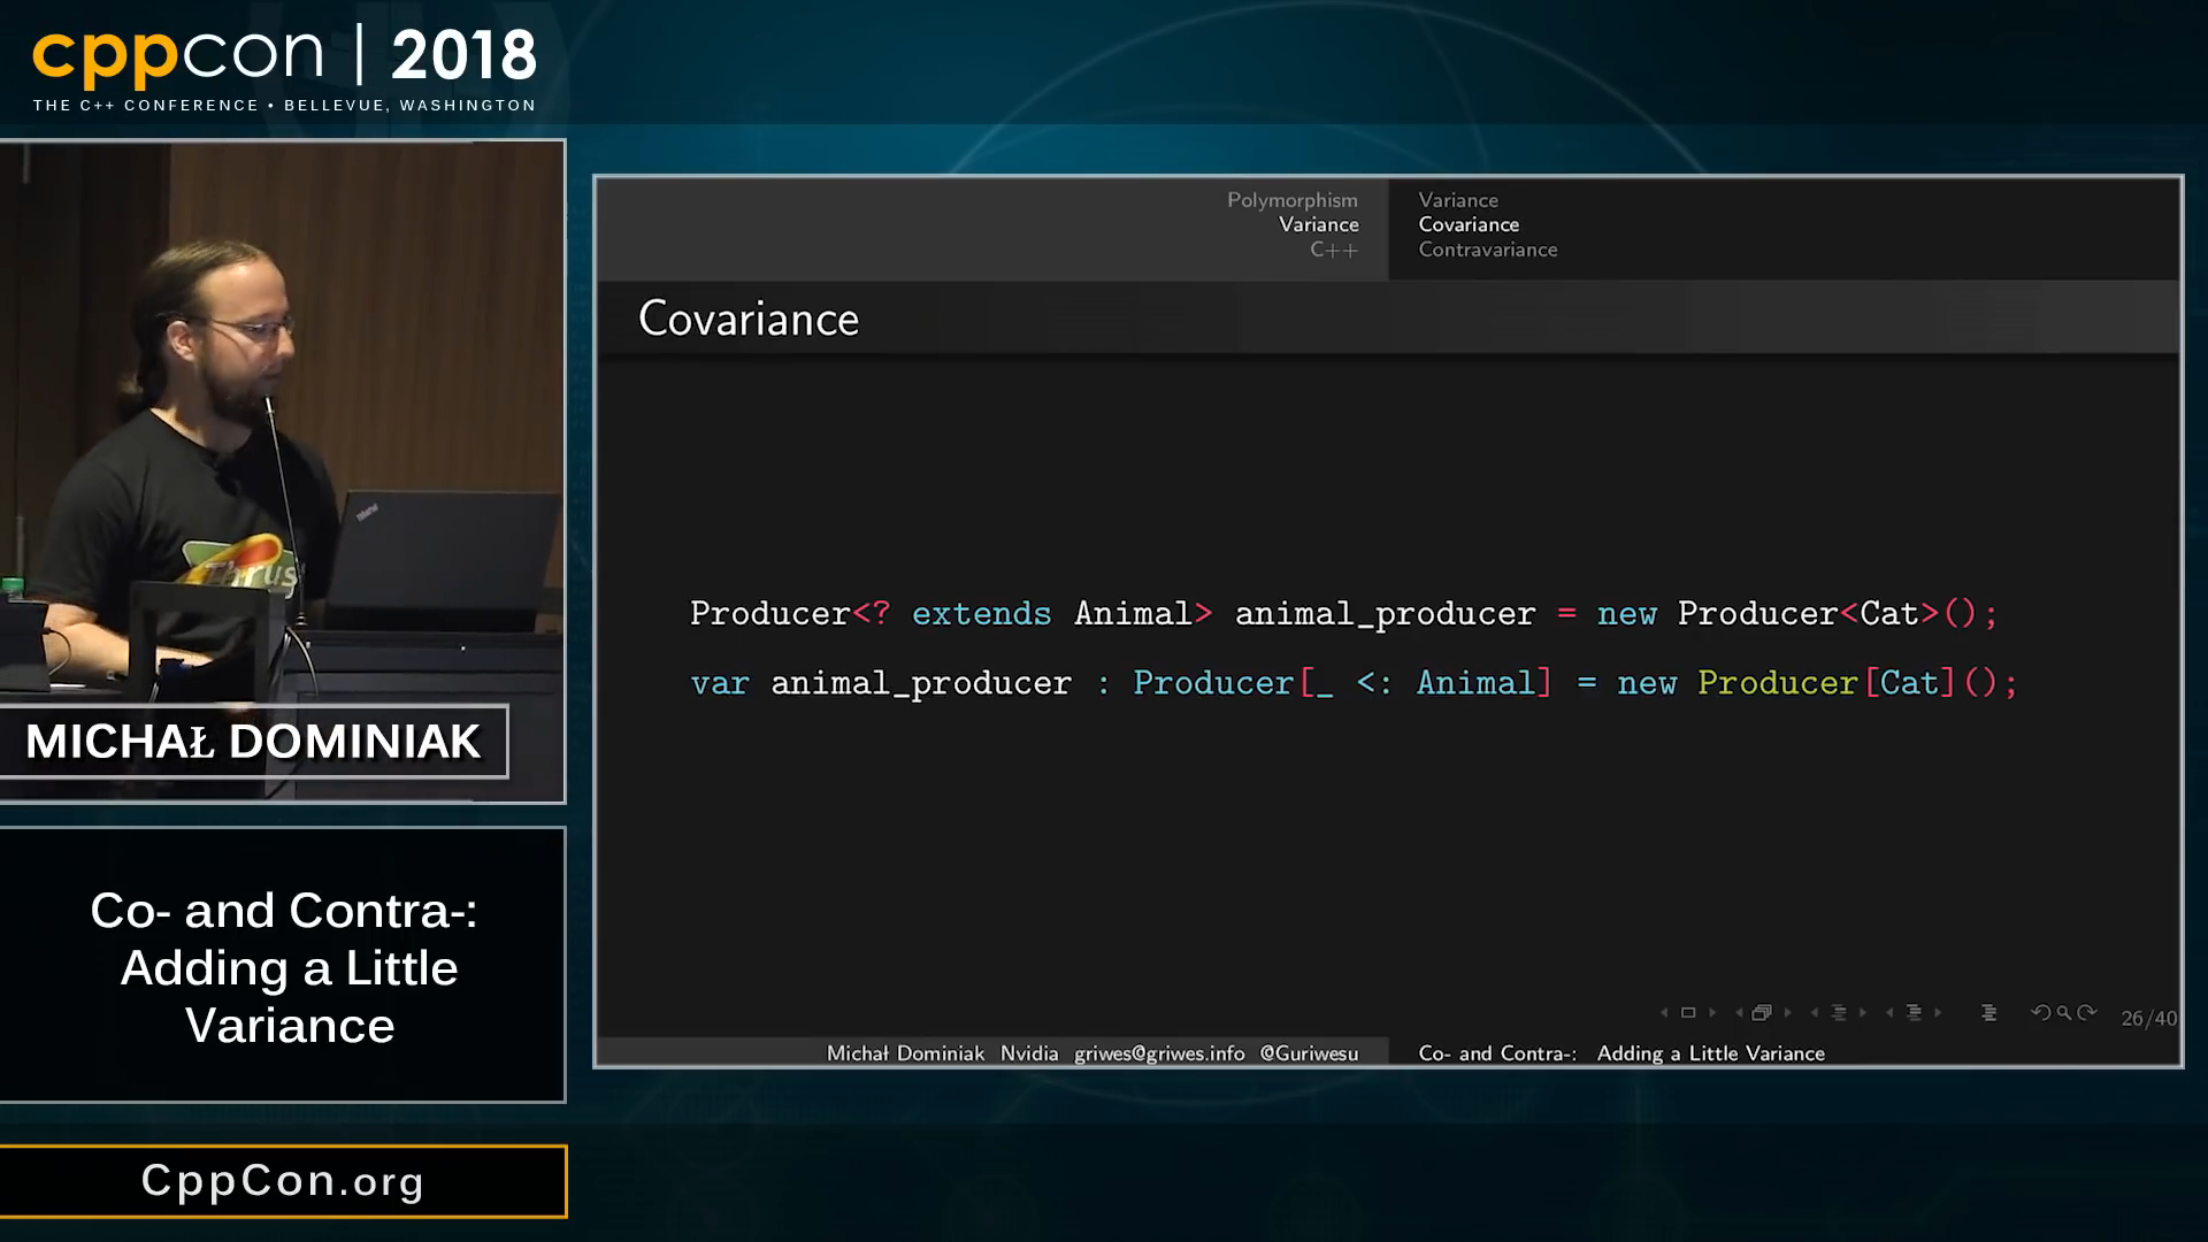 cppcon | 2018
THE C++ CONFERENCE • BELLEVUE, WASHINGTON
Polymorphism
Variance
C++
Variance
Covariance
Contravariance
Covariance
Producer<? extends Animal> animal_producer = new Producer<Cat>();
var animal_producer : Producer[_ <: Animal] = new Producer[Cat]();
26/40
Michał Dominiak Nvidia griwes@griwes.info @Guriwesu
Co- and Contra-: Adding a Little Variance
ThinkPad
MICHAŁ DOMINIAK
Co- and Contra-:
Adding a Little
Variance
CppCon.org